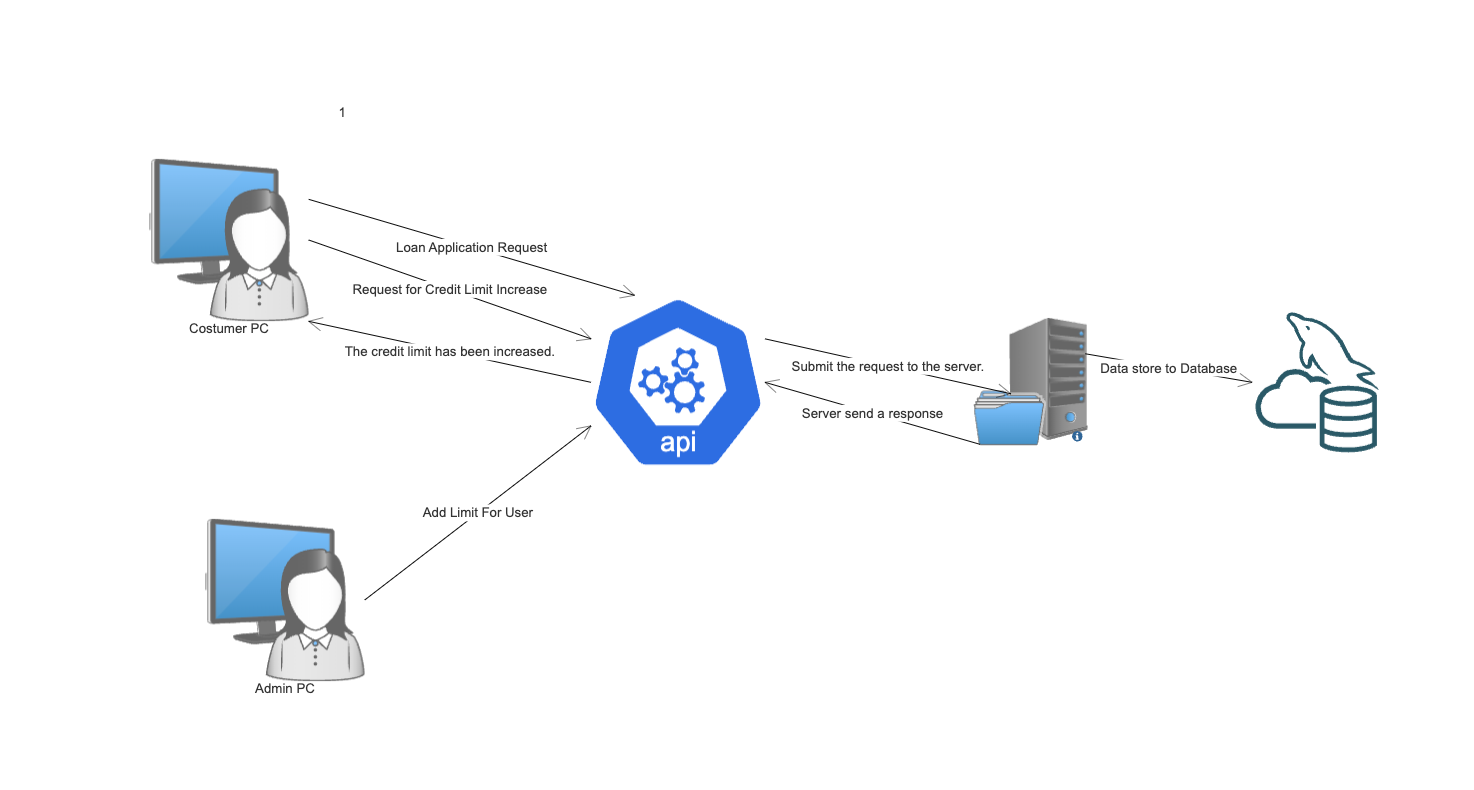 1
Loan Application Request
Request for Credit Limit Increase
Costumer PC
The credit limit has been increased.
Submit the request to the server.
Data store to Database
Server send a response
api
Add Limit For User
Admin PC